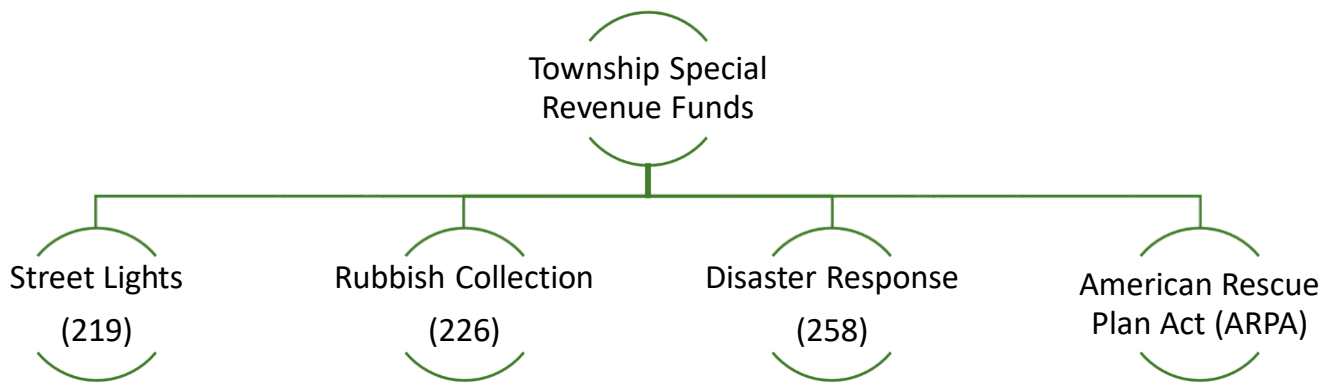 Township Special
Revenue Funds
Street Lights
(219)
Rubbish Collection
(226)
Disaster Response
(258)
American Rescue
Plan Act (ARPA)